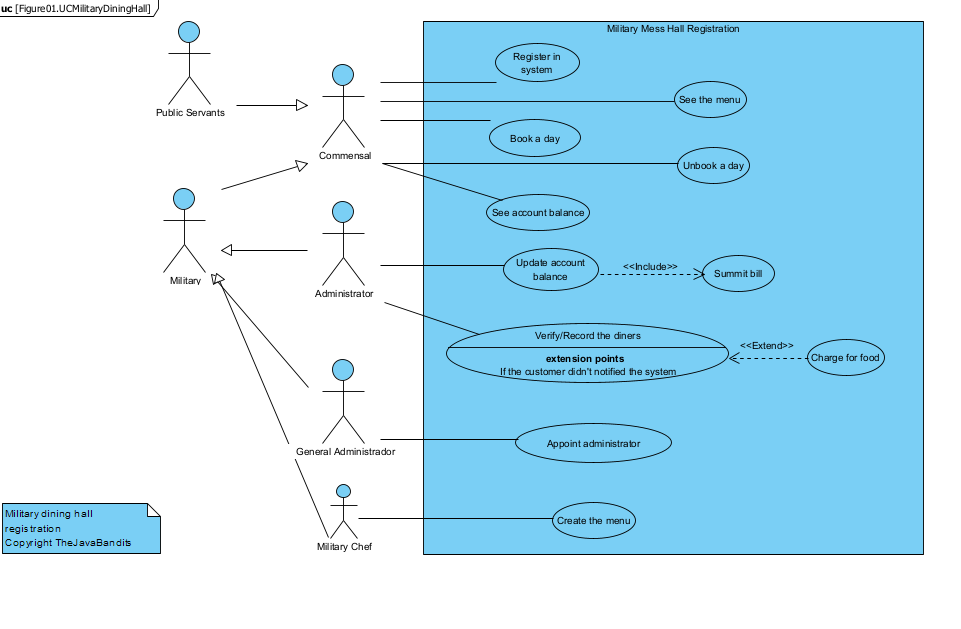 uc [Figure01.UCMilitaryDiningHall]
Military Mess Hall Registration
Public Servants
Commensal
Register in
system
See the menu
Book a day
Unbook a day
See account balance
Military
Administrator
Update account
balance
<<Include>>
Summit bill
Verify/Record the diners
extension points
If the customer didn't notified the system
<<Extend>>
Charge for food
General Administrador
Appoint administrator
Military Chef
Create the menu
Military dining hall
registration
Copyright TheJavaBandits